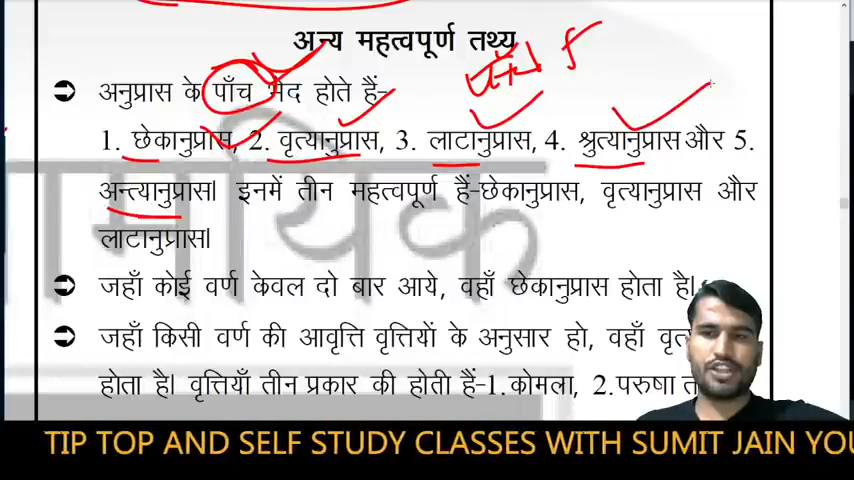 अन्य महत्वपूर्ण तथ्य
अनुप्रास के पाँच भेद होते हैं-
पाँच 5
1. छेकानुप्रास, 2. वृत्यानुप्रास, 3. लाटानुप्रास, 4. श्रुत्यानुप्रास और 5.
अन्त्यानुप्रास। इनमें तीन महत्वपूर्ण हैं-छेकानुप्रास, वृत्यानुप्रास और
लाटानुप्रास।
जहाँ कोई वर्ण केवल दो बार आये, वहाँ छेकानुप्रास होता है।
जहाँ किसी वर्ण की आवृत्ति वृत्तियों के अनुसार हो, वहाँ
होता है। वृत्तियाँ तीन प्रकार की होती हैं-1. कोमला, 2. परुषा
TIP TOP AND SELF STUDY CLASSES WITH SUMIT JAIN YOU